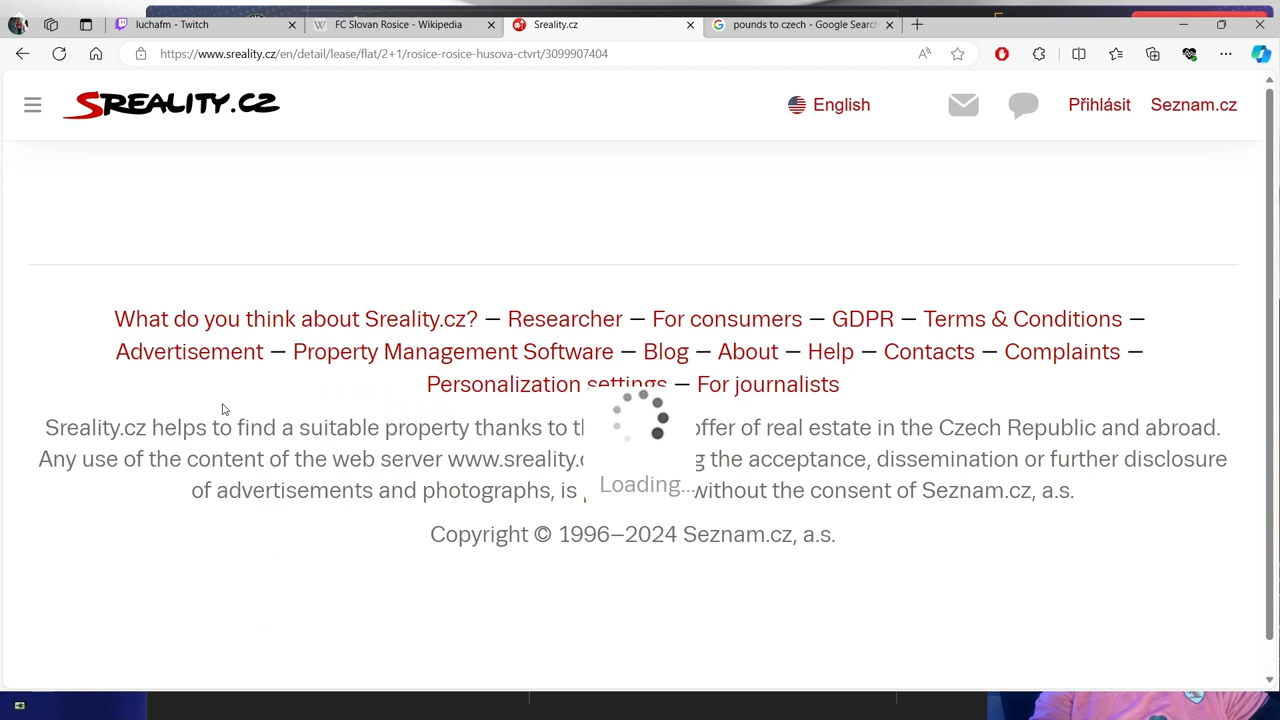 luchafm - Twitch
FC Slovan Rosice - Wikipedia
Sreality.cz
pounds to czech - Google Search
https://www.sreality.cz/en/detail/lease/flat/2+1/rosice-rosice-husova-ctvrt/3099907404
SREALITY.CZ
English
Přihlásit
Seznam.cz
What do you think about Sreality.cz? — Researcher — For consumers — GDPR — Terms & Conditions —
Advertisement — Property Management Software — Blog — About — Help — Contacts — Complaints —
Personalization settings — For journalists
Sreality.cz helps to find a suitable property thanks to offer of real estate in the Czech Republic and abroad.
Any use of the content of the web server www.sreality. the acceptance, dissemination or further disclosure
of advertisements and photographs, is without the consent of Seznam.cz, a.s.
Loading...
Copyright © 1996–2024 Seznam.cz, a.s.